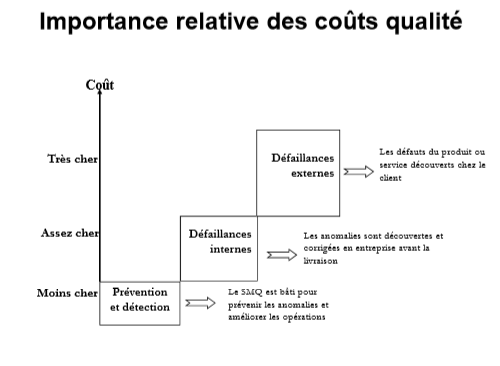 Importance relative des coûts qualité
Coût
Très cher
Défaillances
externes
Les défauts du produit ou
service découverts chez le
client
Assez cher
Défaillances
internes
Les anomalies sont découvertes et
corrigées en entreprise avant la
livraison
Moins cher
Prévention
et détection
Le SMQ est bâti pour
prévenir les anomalies et
améliorer les opérations